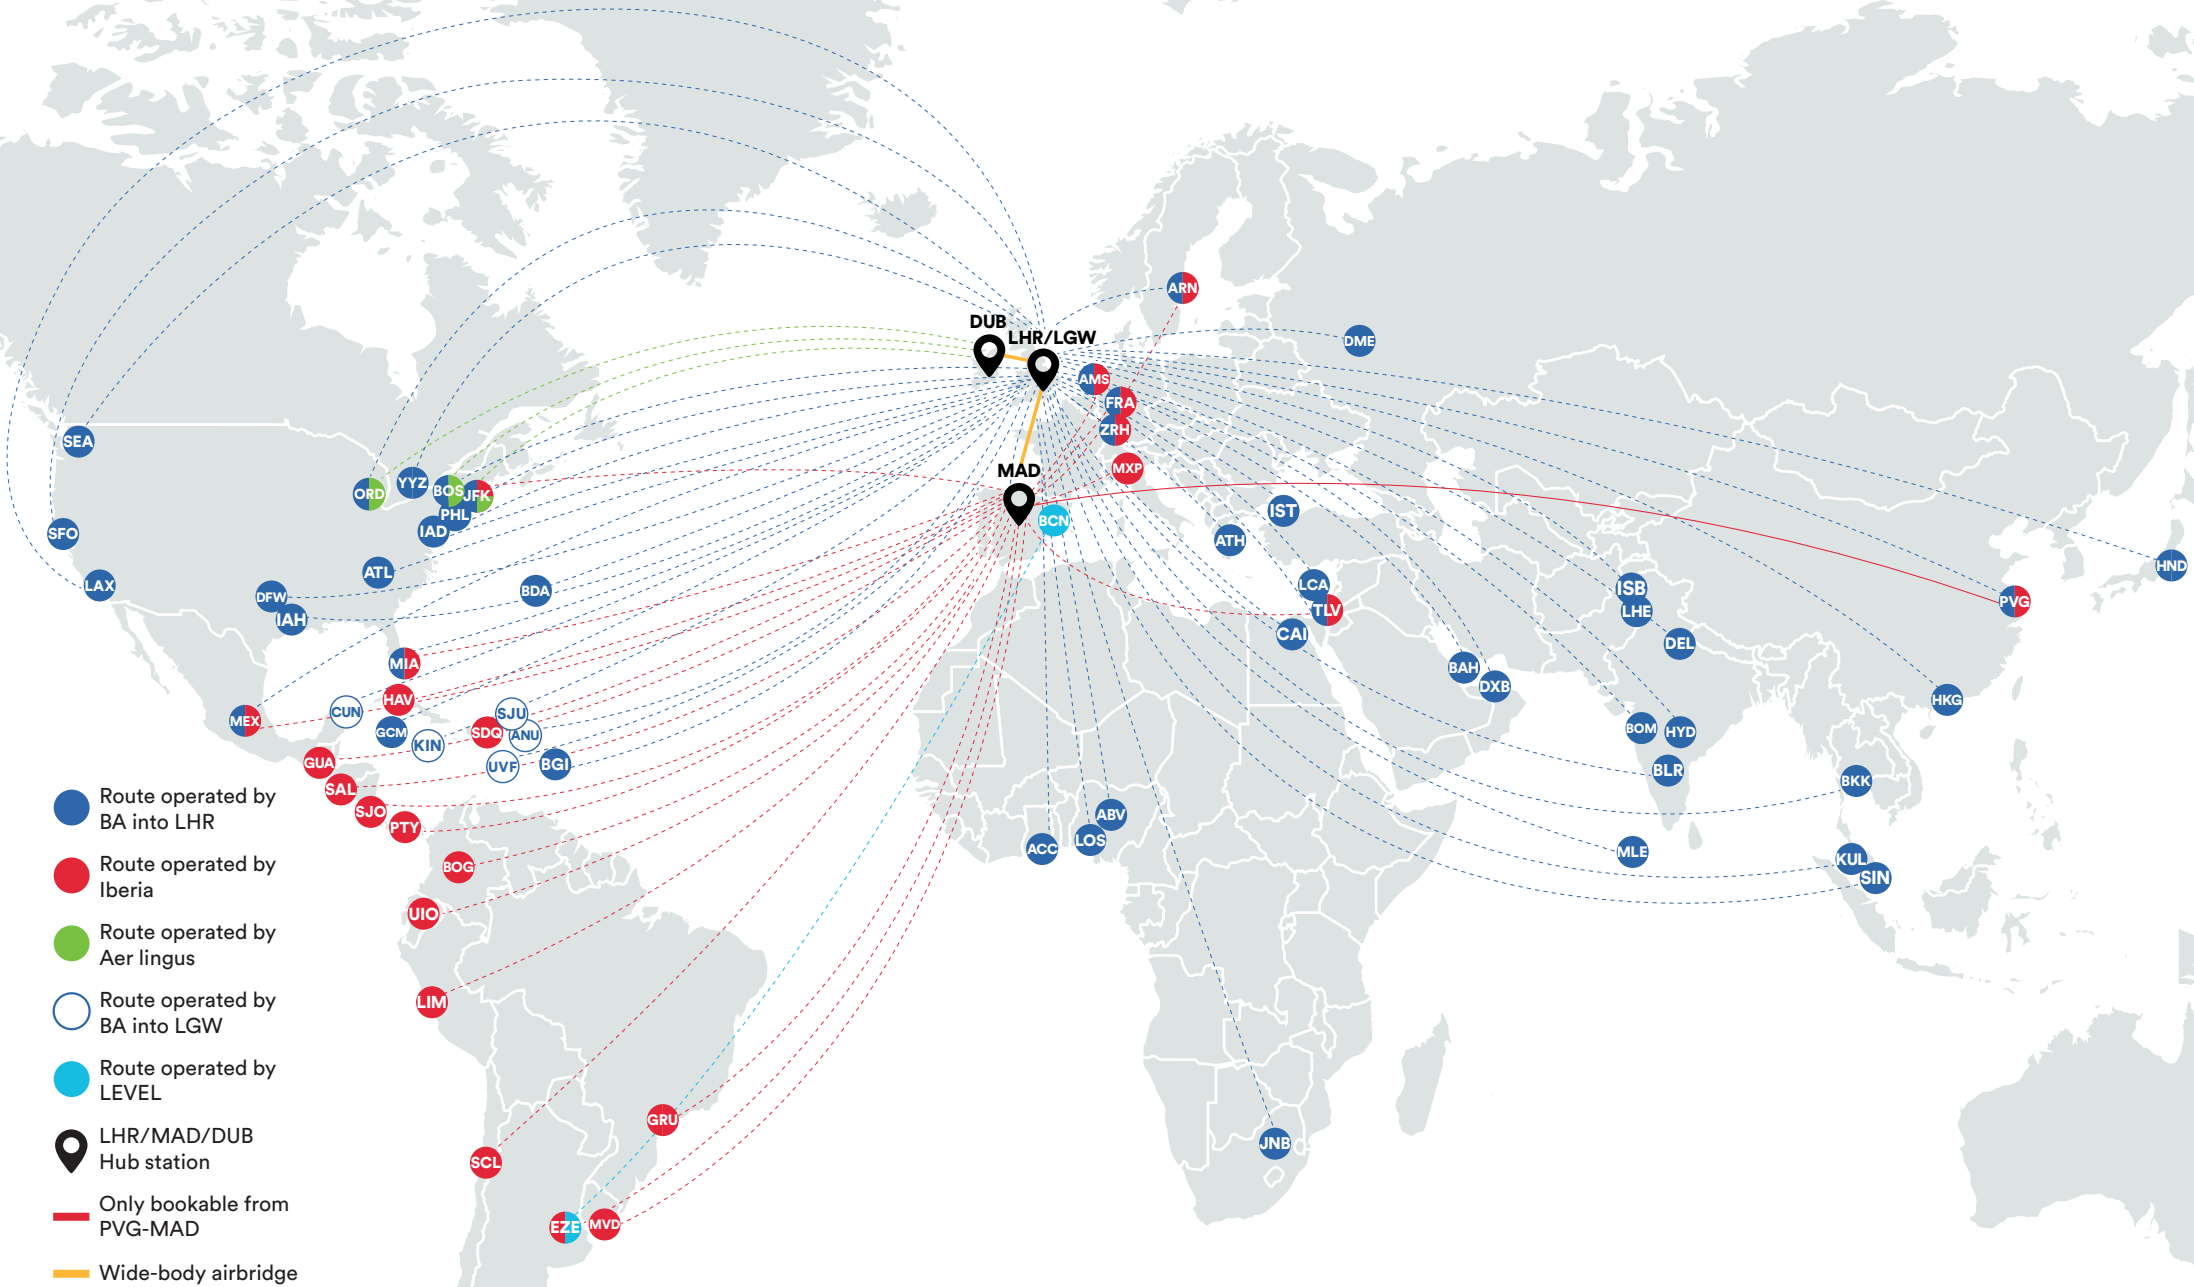 ARN
DUB
LHR/LGW
DME
AMS
FRA
ZRH
SEA
MAD
MXP
ORD
YYZ
BOS
JFK
PHL
IAD
SFO
BCN
IST
ATH
HND
ATL
LAX
DFW
BDA
IAH
LCA
TLV
CAI
ISB
LHE
PVG
DEL
MIA
BAH
DXB
HAV
HKG
MEX
CUN
GCM
KIN
SJU
SDQ
ANU
UVF
BGI
BOM
HYD
GUA
BLR
SAL
BKK
SJO
PTY
ABV
ACC
LOS
MLE
KUL
SIN
BOG
UIO
LIM
GRU
JNB
SCL
EZE
MVD
Route operated by
BA into LHR
Route operated by
Iberia
Route operated by
Aer lingus
Route operated by
BA into LGW
Route operated by
LEVEL
LHR/MAD/DUB
Hub station
Only bookable from
PVG-MAD
Wide-body airbridge